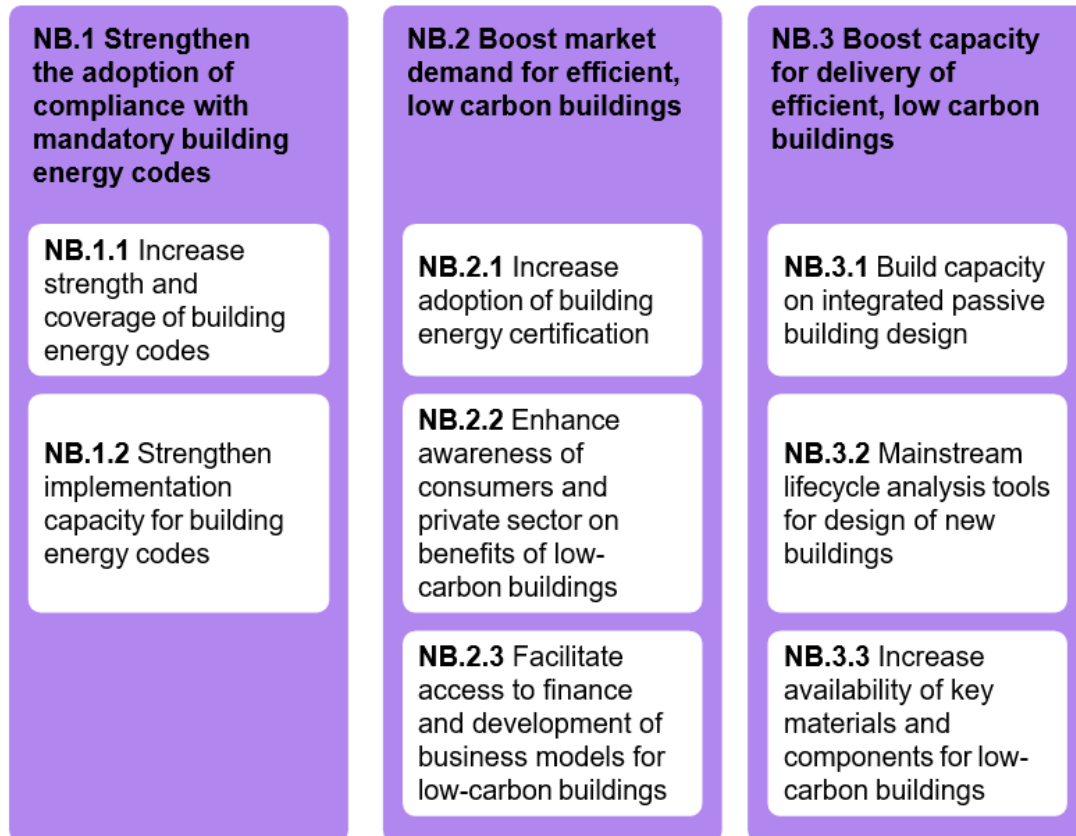 NB.1 Strengthen
the adoption of
compliance with
mandatory building
energy codes
NB.1.1 Increase
strength and
coverage of building
energy codes
NB.1.2 Strengthen
implementation
capacity for building
energy codes
NB.2 Boost market
demand for efficient,
low carbon buildings
NB.2.1 Increase
adoption of building
energy certification
NB.2.2 Enhance
awareness of
consumers and
private sector on
benefits of low-
carbon buildings
NB.2.3 Facilitate
access to finance
and development of
business models for
low-carbon buildings
NB.3 Boost capacity
for delivery of
efficient, low carbon
buildings
NB.3.1 Build capacity
on integrated passive
building design
NB.3.2 Mainstream
lifecycle analysis tools
for design of new
buildings
NB.3.3 Increase
availability of key
materials and
components for low-
carbon buildings